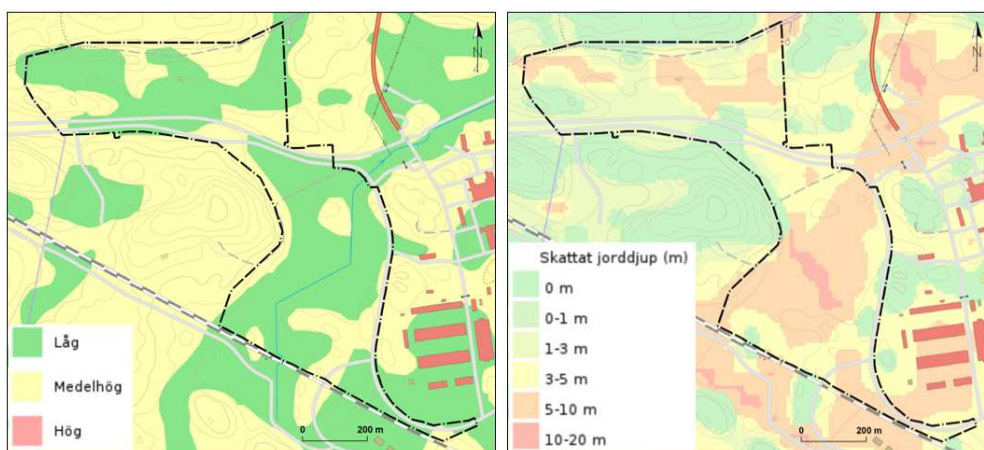 N
Låg
Medelhög
Hög
0 200 m
N
Skattat jorddjup (m)
0 m
0-1 m
1-3 m
3-5 m
5-10 m
10-20 m
0 200 m